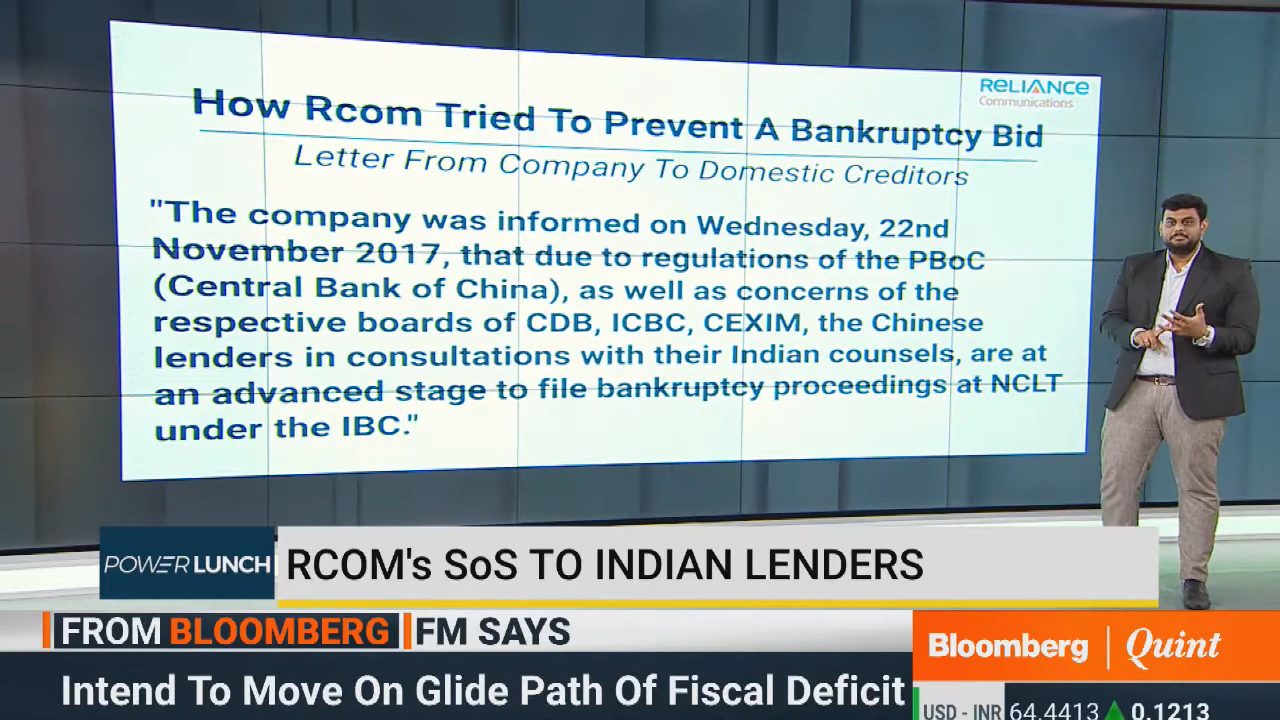 RELIANCE
Communications
How Rcom Tried To Prevent A Bankruptcy Bid
Letter From Company To Domestic Creditors
"The company was informed on Wednesday, 22nd
November 2017, that due to regulations of the PBoC
(Central Bank of China), as well as concerns of the
respective boards of CDB, ICBC, CEXIM, the Chinese
lenders in consultations with their Indian counsels, are at
an advanced stage to file bankruptcy proceedings at NCLT
under the IBC."
POWER LUNCH
RCOM's SoS TO INDIAN LENDERS
FROM BLOOMBERG FM SAYS
Intend To Move On Glide Path Of Fiscal Deficit
Bloomberg | Quint
USD - INR 64.4413 ▲ 0.1213